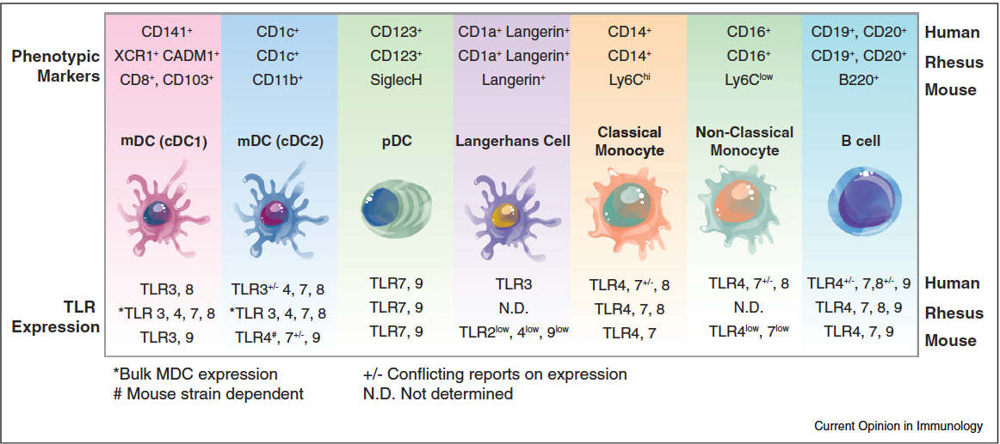 CD141⁺ CD1c⁺ CD123⁺ CD1a⁺ Langerin⁺ CD14⁺ CD16⁺ CD19⁺, CD20⁺ Human
Phenotypic Markers
XCR1⁺ CADM1⁺ CD1c⁺ CD123⁺ CD1a⁺ Langerin⁺ CD14⁺ CD16⁺ CD19⁺, CD20⁺ Rhesus
CD8⁺, CD103⁺ CD11b⁺ SiglecH Langerin⁺ Ly6Cʰⁱ Ly6Cˡᵒʷ B220⁺ Mouse
mDC (cDC1) mDC (cDC2) pDC Langerhans Cell Classical Monocyte Non-Classical Monocyte B cell
TLR3, 8 TLR3⁺/⁻ 4, 7, 8 TLR7, 9 TLR3 TLR4, 7⁺/⁻, 8 TLR4, 7⁺/⁻, 8 TLR4⁺/⁻, 7,8⁺/⁻, 9 Human
TLR Expression
*TLR 3, 4, 7, 8 *TLR 3, 4, 7, 8 TLR7, 9 N.D. TLR4, 7, 8 N.D. TLR4, 7, 8, 9 Rhesus
TLR3, 9 TLR4#, 7⁺/⁻, 9 TLR7, 9 TLR2ˡᵒʷ, 4ˡᵒʷ, 9ˡᵒʷ TLR4, 7 TLR4ˡᵒʷ, 7ˡᵒʷ TLR4, 7, 9 Mouse
*Bulk MDC expression +/- Conflicting reports on expression
# Mouse strain dependent N.D. Not determined
Current Opinion in Immunology